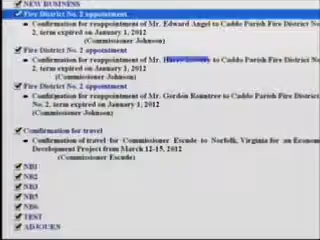 NEW BUSINESS
Fire District No. 2 appointment
Confirmation for reappointment of Mr. Edward Angel to Caddo Parish Fire District No.
2, term expired on January 1, 2012
(Commissioner Johnson)
Fire District No. 2 appointment
Confirmation for reappointment of Mr. to Caddo Parish Fire District No.
2, term expired on January 1, 2012
(Commissioner Johnson)
Fire District No. 2 appointment
Confirmation for reappointment of Mr. Gordon Rountree to Caddo Parish Fire District
No. 2, term expired on January 1, 2012
(Commissioner Johnson)
Confirmation for travel
Confirmation of travel for Commissioner Escude to Norfolk, Virginia for an Econom
Development Project from March 12-15, 2012
(Commissioner Escude)
NB1
NB2
NB3
NB5
NB6
TEST
ADJOURN